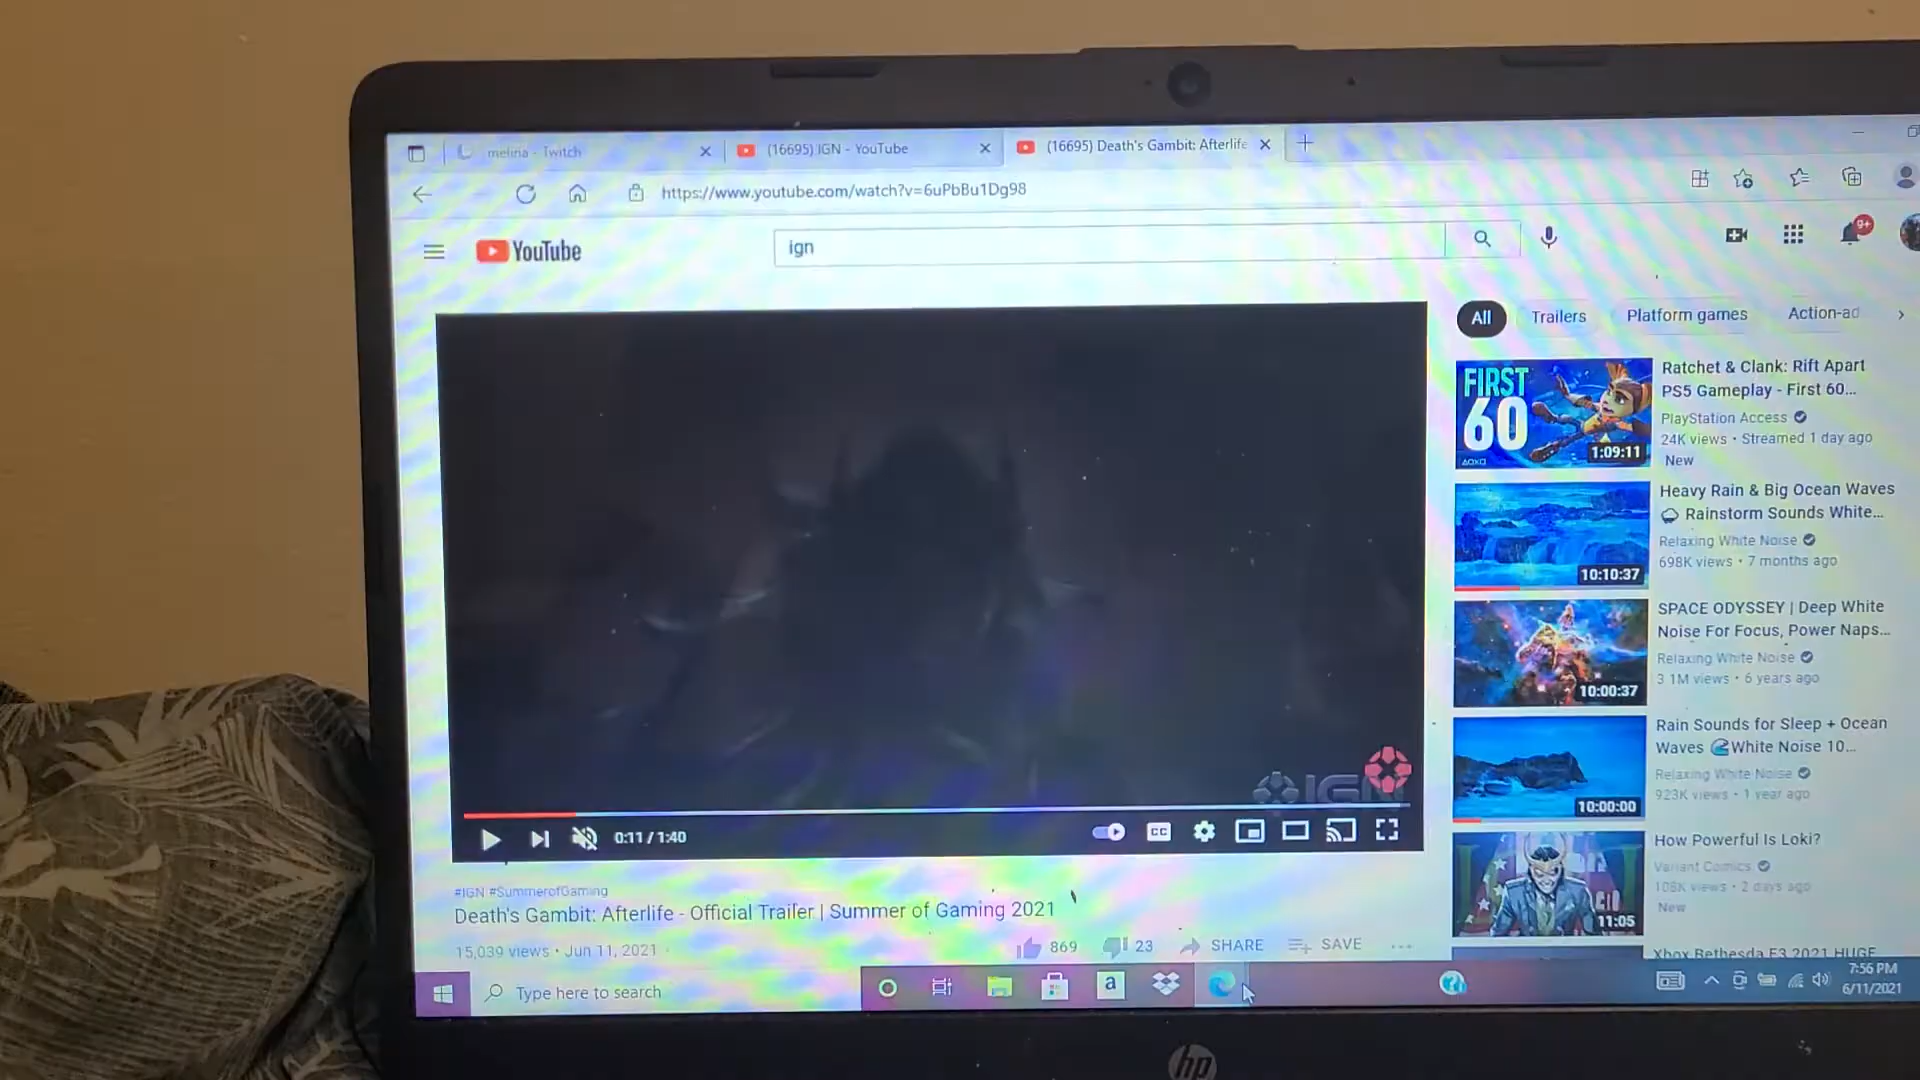 melina - Twitch
(16695) IGN - YouTube
(16695) Death's Gambit: Afterlife
https://www.youtube.com/watch?v=6uPbBu1Dg98
YouTube
ign
9+
All
Trailers
Platform games
Action-ad
FIRST
60
1:09:11
Ratchet & Clank: Rift Apart
PS5 Gameplay - First 60...
PlayStation Access
24K views • Streamed 1 day ago
New
10:10:37
Heavy Rain & Big Ocean Waves
Rainstorm Sounds White...
Relaxing White Noise
698K views • 7 months ago
10:00:37
SPACE ODYSSEY | Deep White
Noise For Focus, Power Naps...
Relaxing White Noise
3.1M views • 6 years ago
10:00:00
Rain Sounds for Sleep + Ocean
Waves White Noise 10...
Relaxing White Noise
923K views • 1 year ago
11:05
How Powerful Is Loki?
Variant Comics
108K views • 2 days ago
New
Xbox Bethesda E3 2021 HUGE
IGN
0:11 / 1:40
CC
#IGN #SummerofGaming
Death's Gambit: Afterlife - Official Trailer | Summer of Gaming 2021
15,039 views • Jun 11, 2021
869
23
SHARE
SAVE
Type here to search
a
7:56 PM
6/11/2021
hp